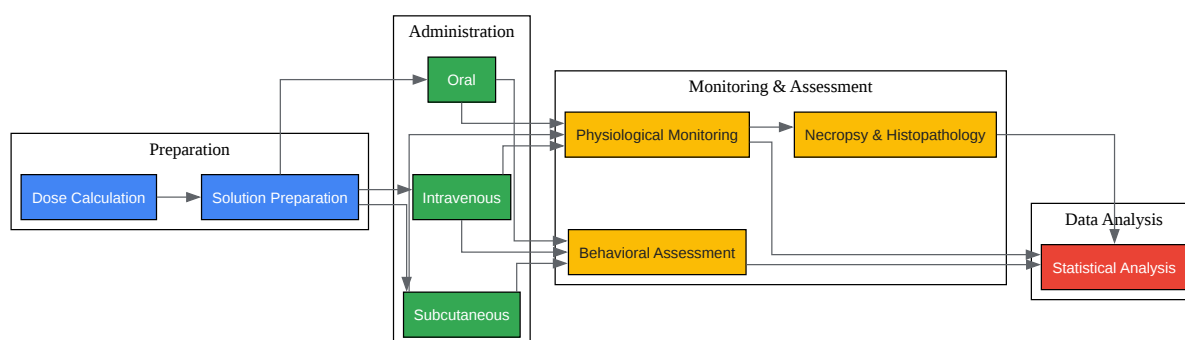 Preparation
Dose Calculation
Solution Preparation
Administration
Oral
Intravenous
Subcutaneous
Monitoring & Assessment
Physiological Monitoring
Necropsy & Histopathology
Behavioral Assessment
Data Analysis
Statistical Analysis